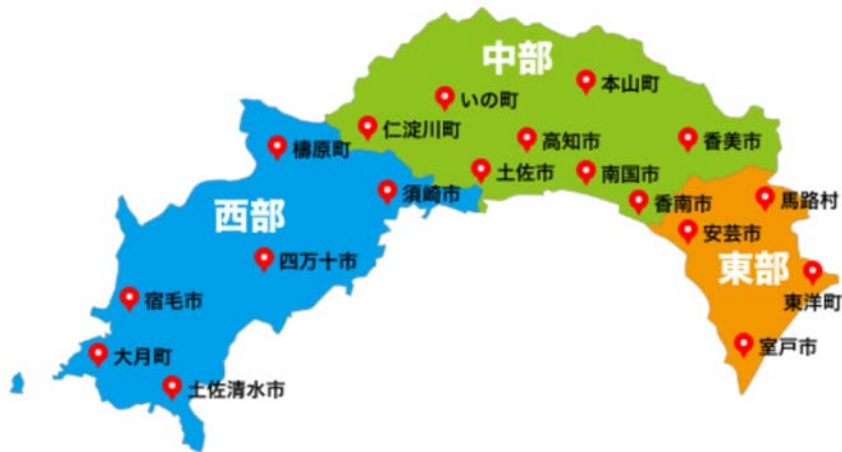 中部
本山町
いの町
仁淀川町
高知市
香美市
檮原町
土佐市
南国市
須崎市
香南市
馬路村
西部
安芸市
四万十市
東部
宿毛市
東洋町
室戸市
大月町
土佐清水市